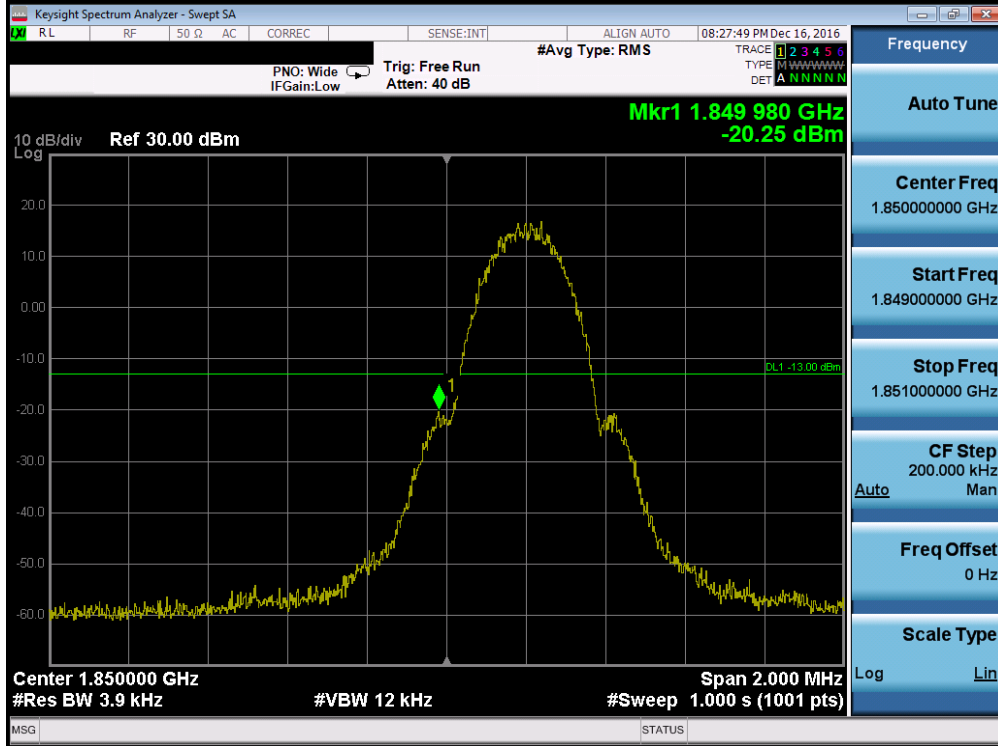 Keysight Spectrum Analyzer - Swept SA
LXI RL RF 50 Ω AC CORREC SENSE:INT ALIGN AUTO 08:27:49 PM Dec 16, 2016
#Avg Type: RMS
TRACE 1 2 3 4 5 6
PNO: Wide Trig: Free Run
TYPE M WWWWW
IFGain:Low Atten: 40 dB
DET A N N N N N
Mkr1 1.849 980 GHz
-20.25 dBm
10 dB/div Ref 30.00 dBm
Log
20.0
10.0
0.00
-10.0
DL1 -13.00 dBm
1
-20.0
-30.0
-40.0
-50.0
-60.0
Center 1.850000 GHz
Span 2.000 MHz
#Res BW 3.9 kHz
#VBW 12 kHz
#Sweep 1.000 s (1001 pts)
MSG
STATUS
Frequency
Auto Tune
Center Freq
1.850000000 GHz
Start Freq
1.849000000 GHz
Stop Freq
1.851000000 GHz
CF Step
200.000 kHz
Auto Man
Freq Offset
0 Hz
Scale Type
Log Lin